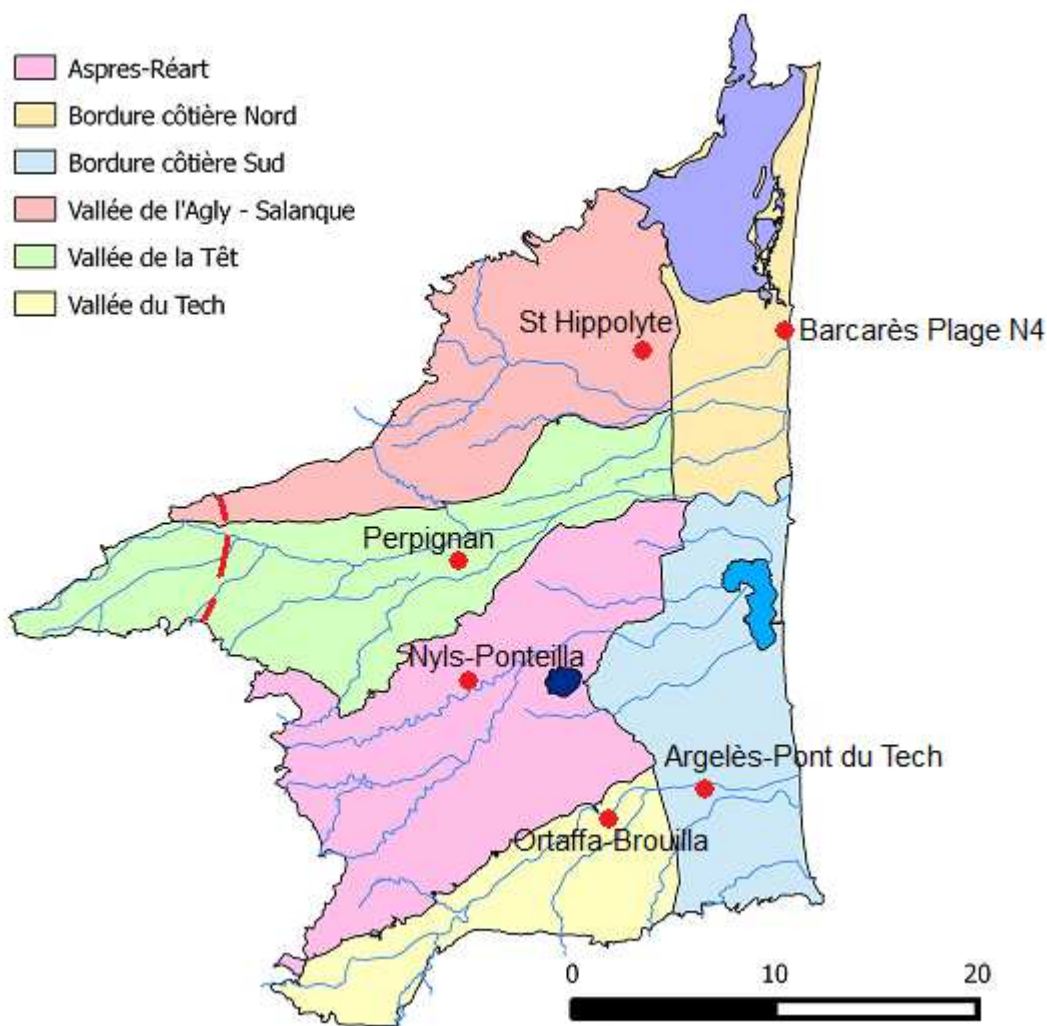 Aspres-Réart
Bordure côtière Nord
Bordure côtière Sud
Vallée de l'Agly - Salanque
Vallée de la Têt
Vallée du Tech
St Hippolyte
Barcarès Plage N4
Perpignan
Nyls-Ponteilla
Argelès-Pont du Tech
Ortaffa-Brouilla
0 10 20